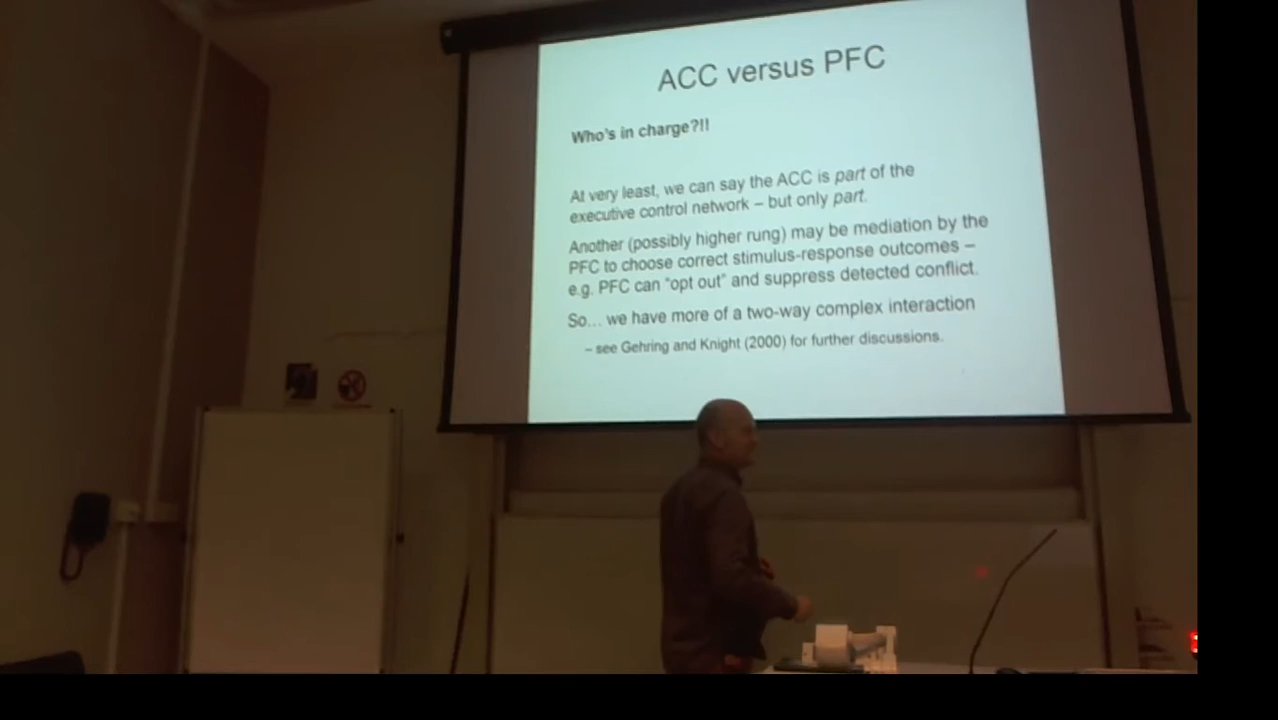 ACC versus PFC
Who's in charge?!!
At very least, we can say the ACC is part of the
executive control network – but only part.
Another (possibly higher rung) may be mediation by the
PFC to choose correct stimulus-response outcomes –
e.g. PFC can "opt out" and suppress detected conflict.
So... we have more of a two-way complex interaction
– see Gehring and Knight (2000) for further discussions.